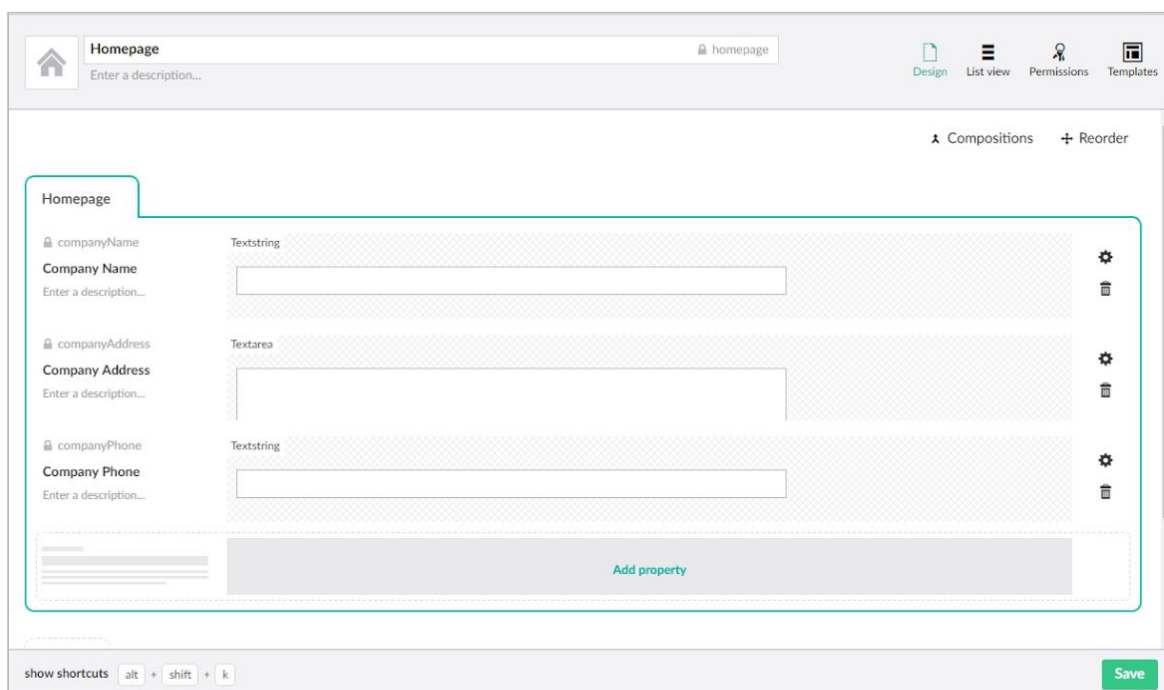 Homepage
homepage
Enter a description...
Design
List view
Permissions
Templates
Compositions
Reorder
Homepage
companyName
Textstring
Company Name
Enter a description...
companyAddress
Textarea
Company Address
Enter a description...
companyPhone
Textstring
Company Phone
Enter a description...
Add property
show shortcuts alt + shift + k
Save